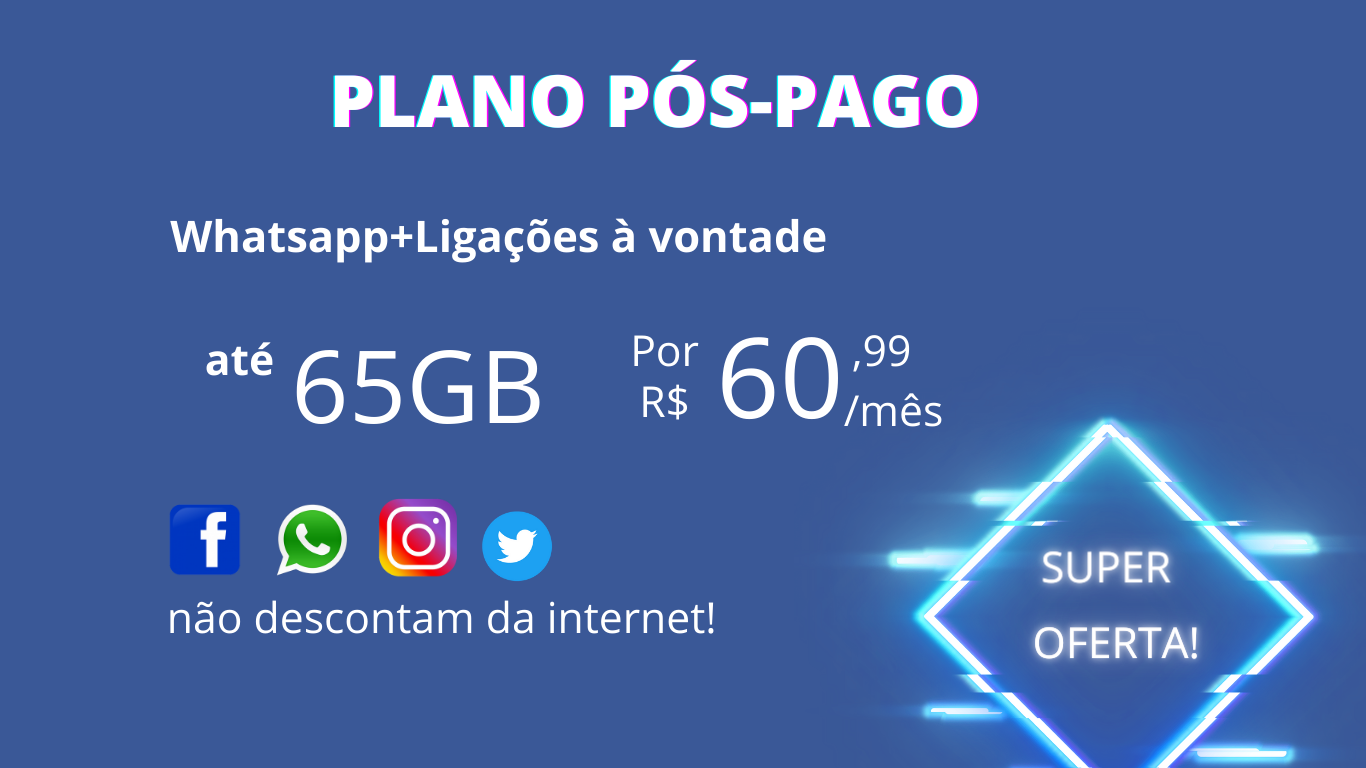 PLANO PÓS-PAGO
Whatsapp+Ligações à vontade
até 65GB
Por R$ 60,99 /mês
não descontam da internet!
SUPER
OFERTA!